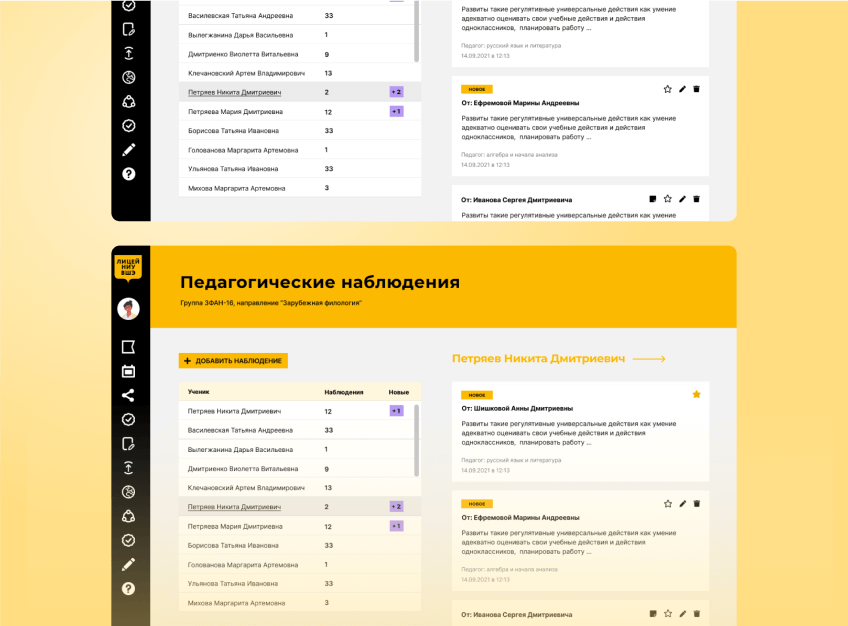 Василевская Татьяна Андреевна 33
Вылегжанина Дарья Васильевна 1
Дмитриенко Виолетта Витальевна 9
Клечановский Артем Владимирович 13
Петряев Никита Дмитриевич 2 +2
Петряева Мария Дмитриевна 12 +1
Борисова Татьяна Ивановна 33
Голованова Маргарита Артемовна 1
Ульянова Татьяна Ивановна 33
Михова Маргарита Артемовна 3
Развиты такие регулятивные универсальные действия как умение
адекватно оценивать свои учебные действия и действия
одноклассников, планировать работу ...
Педагог: русский язык и литература
14.09.2021 в 12:13
НОВОЕ
От: Ефремовой Марины Андреевны
Развиты такие регулятивные универсальные действия как умение
адекватно оценивать свои учебные действия и действия
одноклассников, планировать работу ...
Педагог: алгебра и начала анализа
14.09.2021 в 12:13
От: Иванова Сергея Дмитриевича
Развиты такие регулятивные универсальные действия как умение
ЛИЦЕЙ
НИУ
ВШЭ
Педагогические наблюдения
Группа ЗФАН-16, направление "Зарубежная филология"
+ ДОБАВИТЬ НАБЛЮДЕНИЕ
Ученик Наблюдения Новые
Петряев Никита Дмитриевич 12 +1
Василевская Татьяна Андреевна 33
Вылегжанина Дарья Васильевна 1
Дмитриенко Виолетта Витальевна 9
Клечановский Артем Владимирович 13
Петряев Никита Дмитриевич 2 +2
Петряева Мария Дмитриевна 12 +1
Борисова Татьяна Ивановна 33
Голованова Маргарита Артемовна 1
Ульянова Татьяна Ивановна 33
Михова Маргарита Артемовна 3
Петряев Никита Дмитриевич
НОВОЕ
От: Шишковой Анны Дмитриевны
Развиты такие регулятивные универсальные действия как умение
адекватно оценивать свои учебные действия и действия
одноклассников, планировать работу ...
Педагог: русский язык и литература
14.09.2021 в 12:13
НОВОЕ
От: Ефремовой Марины Андреевны
Развиты такие регулятивные универсальные действия как умение
адекватно оценивать свои учебные действия и действия
одноклассников, планировать работу ...
Педагог: алгебра и начала анализа
14.09.2021 в 12:13
От: Иванова Сергея Дмитриевича